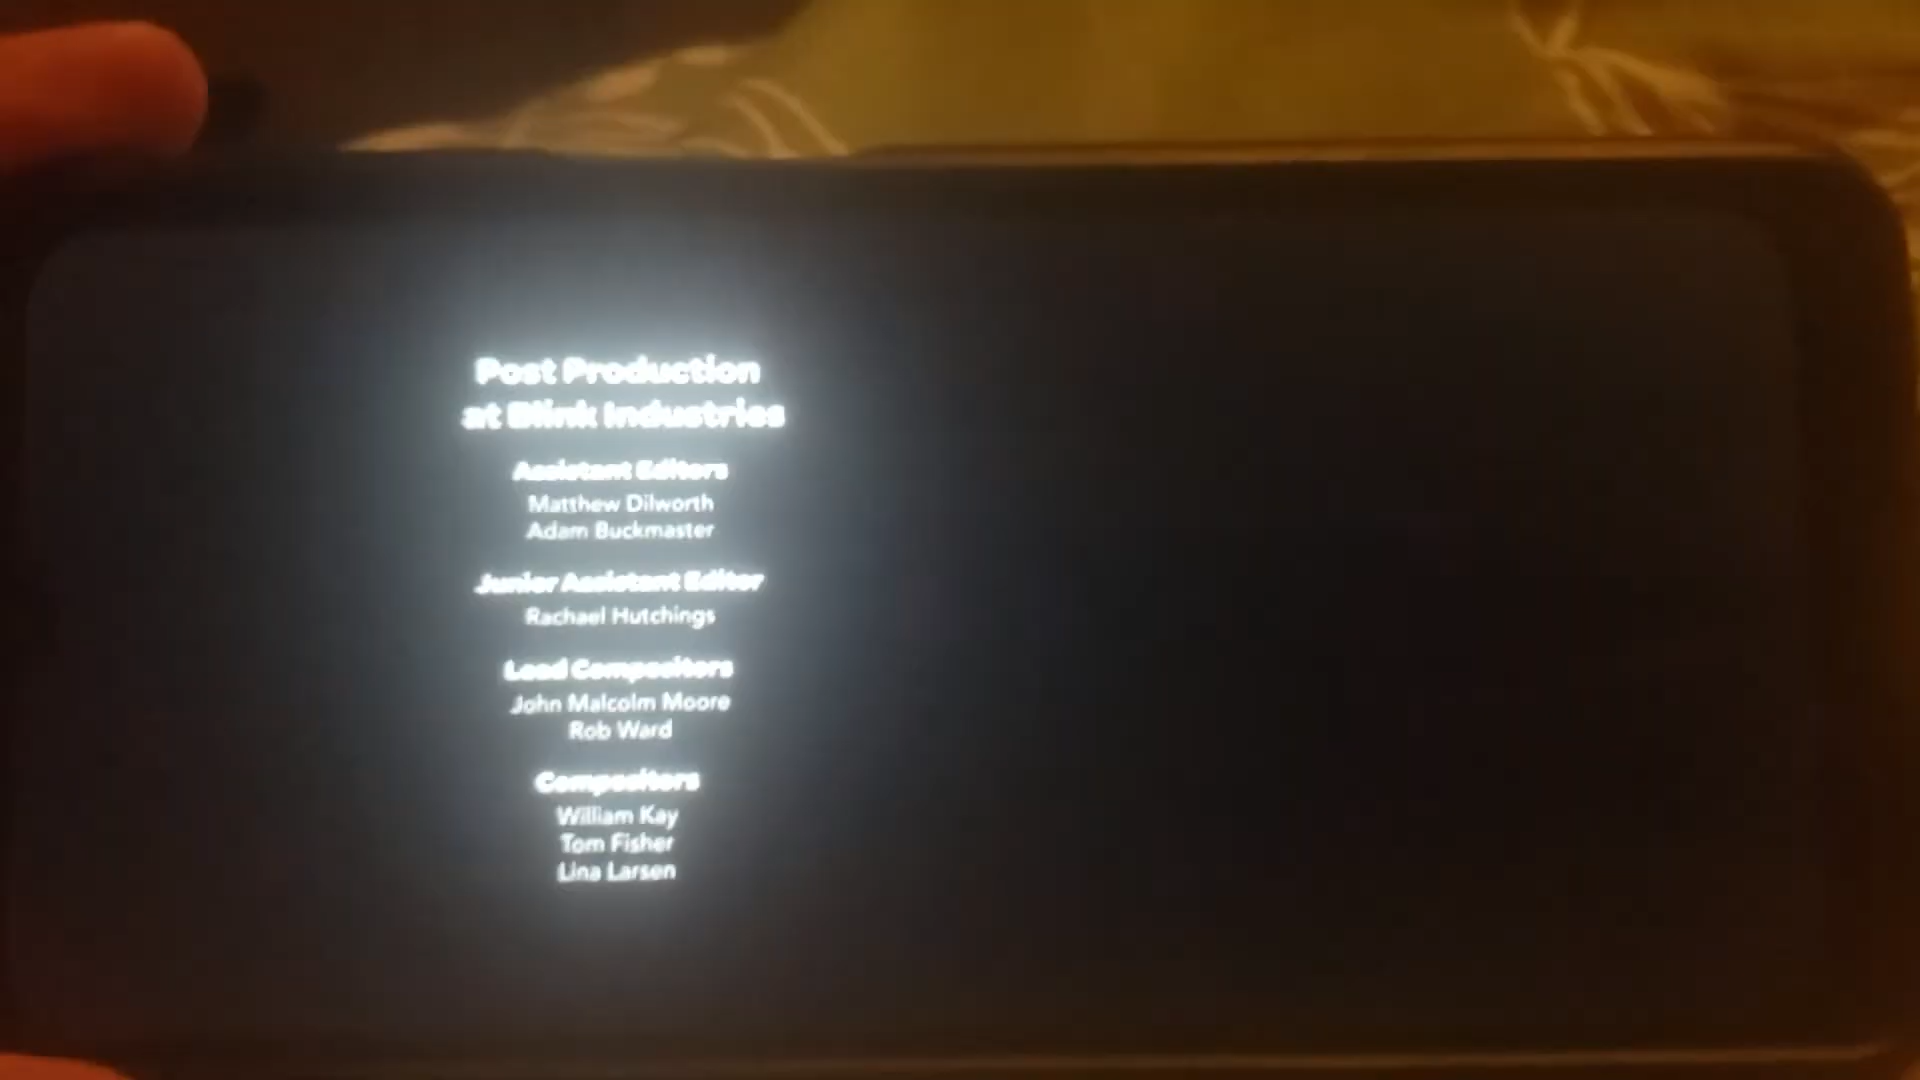 Post Production
at Blink Industries
Assistant Editors
Matthew Dilworth
Adam Buckmaster
Junior Assistant Editor
Rachael Hutchings
Lead Compositors
John Malcolm Moore
Rob Ward
Compositors
William Kay
Tom Fisher
Lina Larsen